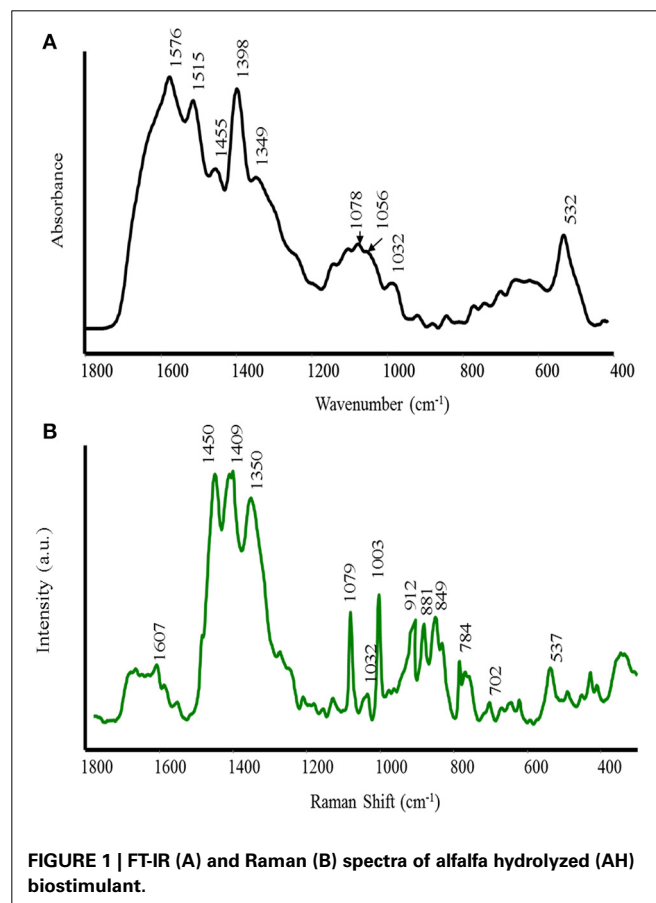 A
1576
1515
1455
1398
1349
1078
1056
1032
532
Absorbance
1800 1600 1400 1200 1000 800 600 400
Wavenumber (cm-1)
B
1450
1409
1350
1607
1079
1032
1003
912
881
849
784
702
537
Intensity (a.u.)
1800 1600 1400 1200 1000 800 600 400
Raman Shift (cm-1)
FIGURE 1 | FT-IR (A) and Raman (B) spectra of alfalfa hydrolyzed (AH)
biostimulant.